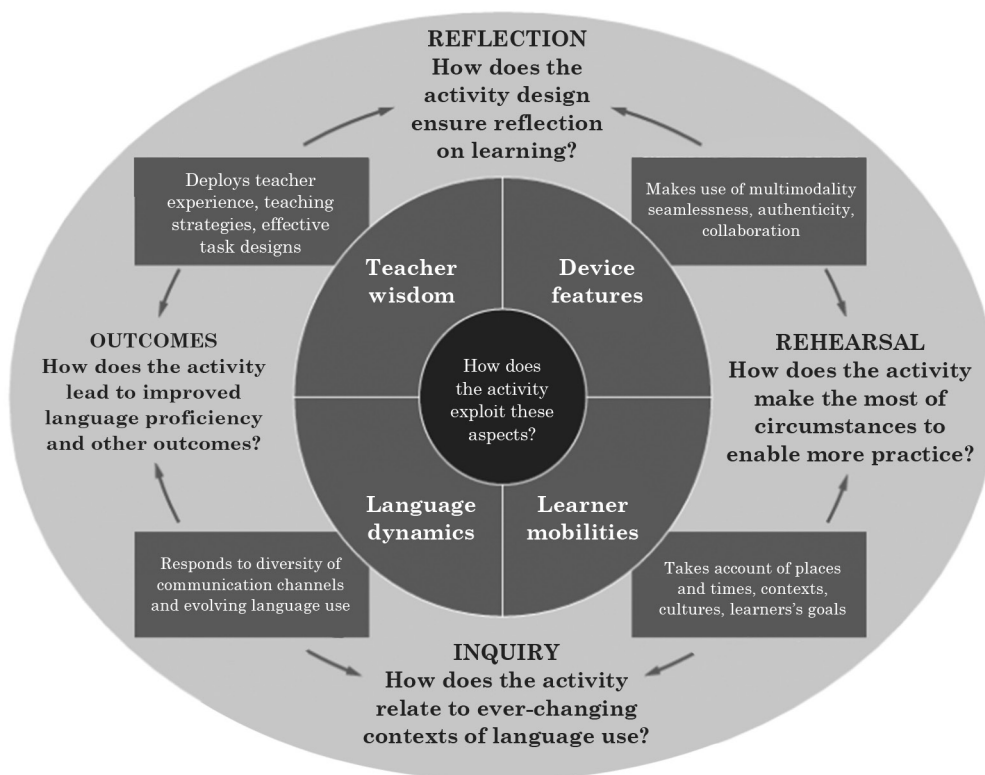 REFLECTION
How does the
activity design
ensure reflection
on learning?
Deploys teacher
experience, teaching
strategies, effective
task designs
Makes use of multimodality
seamlessness, authenticity,
collaboration
Teacher
wisdom
Device
features
OUTCOMES
How does the activity
lead to improved
language proficiency
and other outcomes?
How does
the activity
exploit these
aspects?
REHEARSAL
How does the activity
make the most of
circumstances to
enable more practice?
Language
dynamics
Learner
mobilities
Responds to diversity of
communication channels
and evolving language use
Takes account of places
and times, contexts,
cultures, learners's goals
INQUIRY
How does the activity
relate to ever-changing
contexts of language use?